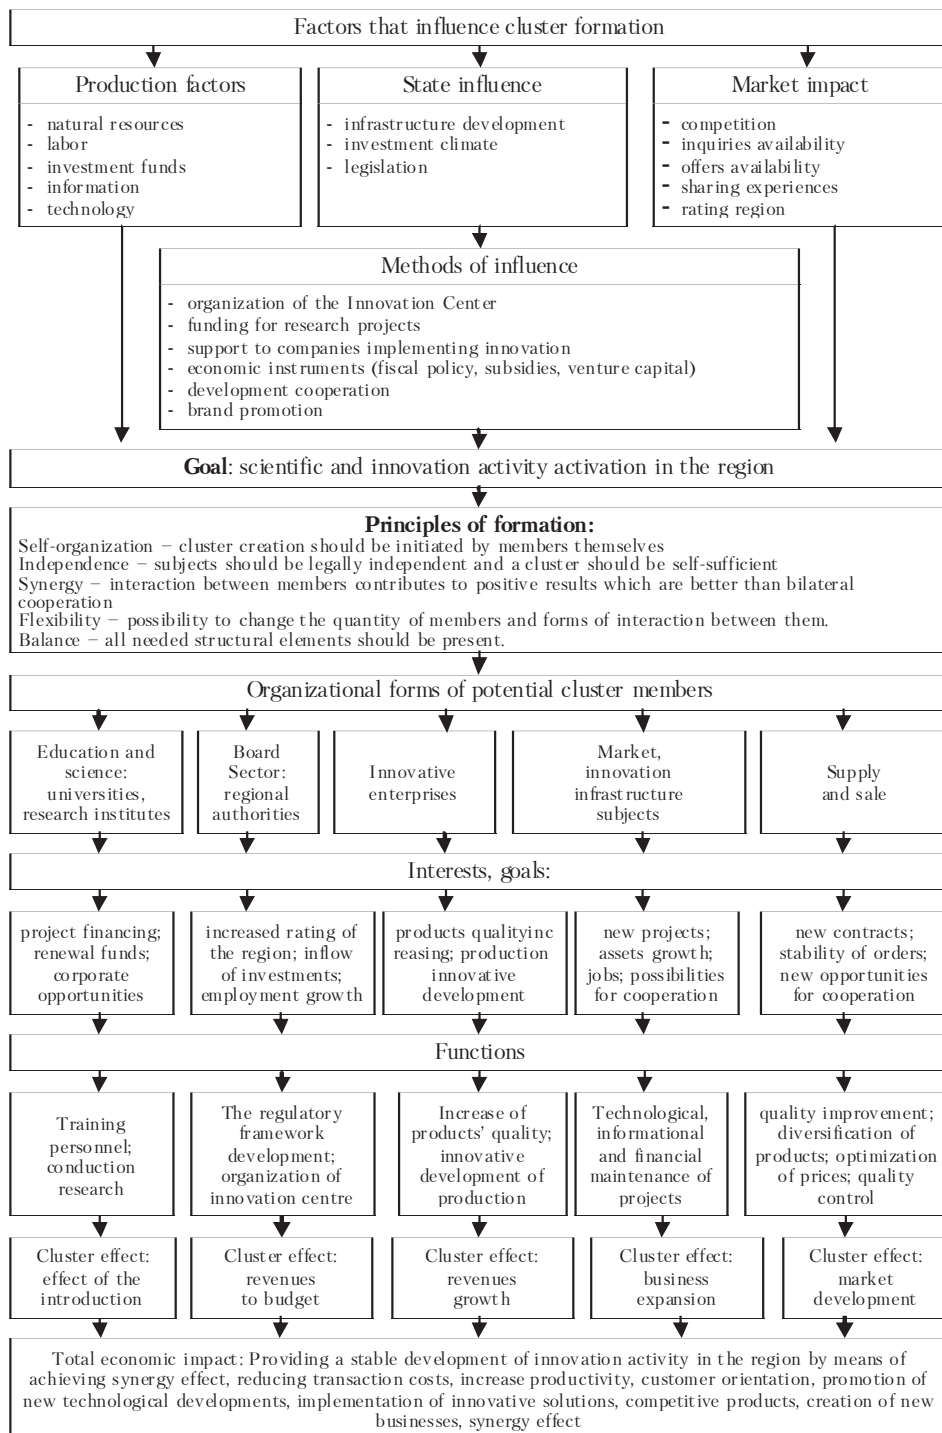 Factors that influence cluster formation
Production factors
- natural resources
- labor
- investment funds
- information
- technology
State influence
- infrastructure development
- investment climate
- legislation
Market impact
- competition
- inquiries availability
- offers availability
- sharing experiences
- rating region
Methods of influence
- organization of the Innovation Center
- funding for research projects
- support to companies implementing innovation
- economic instruments (fiscal policy, subsidies, venture capital)
- development cooperation
- brand promotion
Goal: scientific and innovation activity activation in the region
Principles of formation:
Self-organization – cluster creation should be initiated by members themselves
Independence – subjects should be legally independent and a cluster should be self-sufficient
Synergy – interaction between members contributes to positive results which are better than bilateral
cooperation
Flexibility – possibility to change the quantity of members and forms of interaction between them.
Balance – all needed structural elements should be present.
Organizational forms of potential cluster members
Education and
science:
universities,
research institutes
Board
Sector:
regional
authorities
Innovative
enterprises
Market,
innovation
infrastructure
subjects
Supply
and sale
Interests, goals:
project financing;
renewal funds;
corporate
opportunities
increased rating of
the region; inflow
of investments;
employment growth
products qualityinc
reasing; production
innovative
development
new projects;
assets growth;
jobs; possibilities
for cooperation
new contracts;
stability of orders;
new opportunities
for cooperation
Functions
Training
personnel;
conduction
research
The regulatory
framework
development;
organization of
innovation centre
Increase of
products' quality;
innovative
development of
production
Technological,
informational
and financial
maintenance of
projects
quality improvement;
diversification of
products; optimization
of prices; quality
control
Cluster effect:
effect of the
introduction
Cluster effect:
revenues
to budget
Cluster effect:
revenues
growth
Cluster effect:
business
expansion
Cluster effect:
market
development
Total economic impact: Providing a stable development of innovation activity in the region by means of
achieving synergy effect, reducing transaction costs, increase productivity, customer orientation, promotion of
new technological developments, implementation of innovative solutions, competitive products, creation of new
businesses, synergy effect